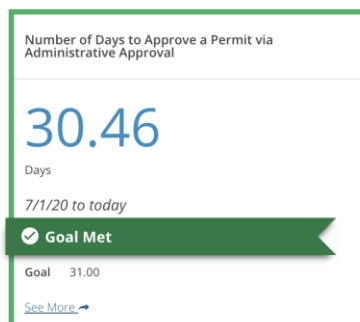 Number of Days to Approve a Permit via
Administrative Approval
30.46
Days
7/1/20 to today
Goal Met
Goal 31.00
See More